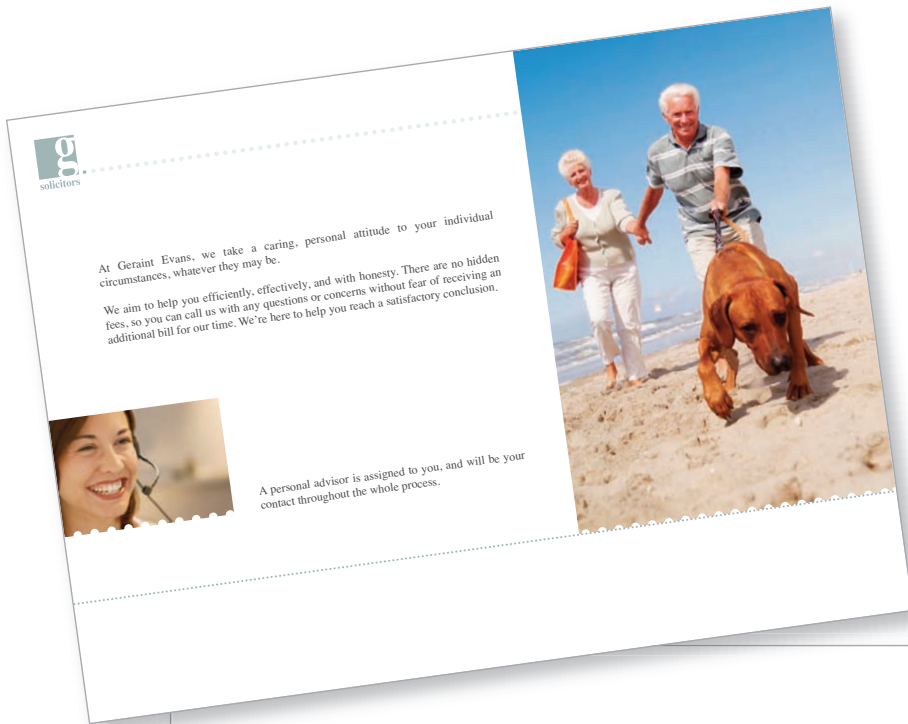 g
solicitors
At Geraint Evans, we take a caring, personal attitude to your individual
circumstances, whatever they may be.
We aim to help you efficiently, effectively, and with honesty. There are no hidden
fees, so you can call us with any questions or concerns without fear of receiving an
additional bill for our time. We’re here to help you reach a satisfactory conclusion.
A personal advisor is assigned to you, and will be your
contact throughout the whole process.